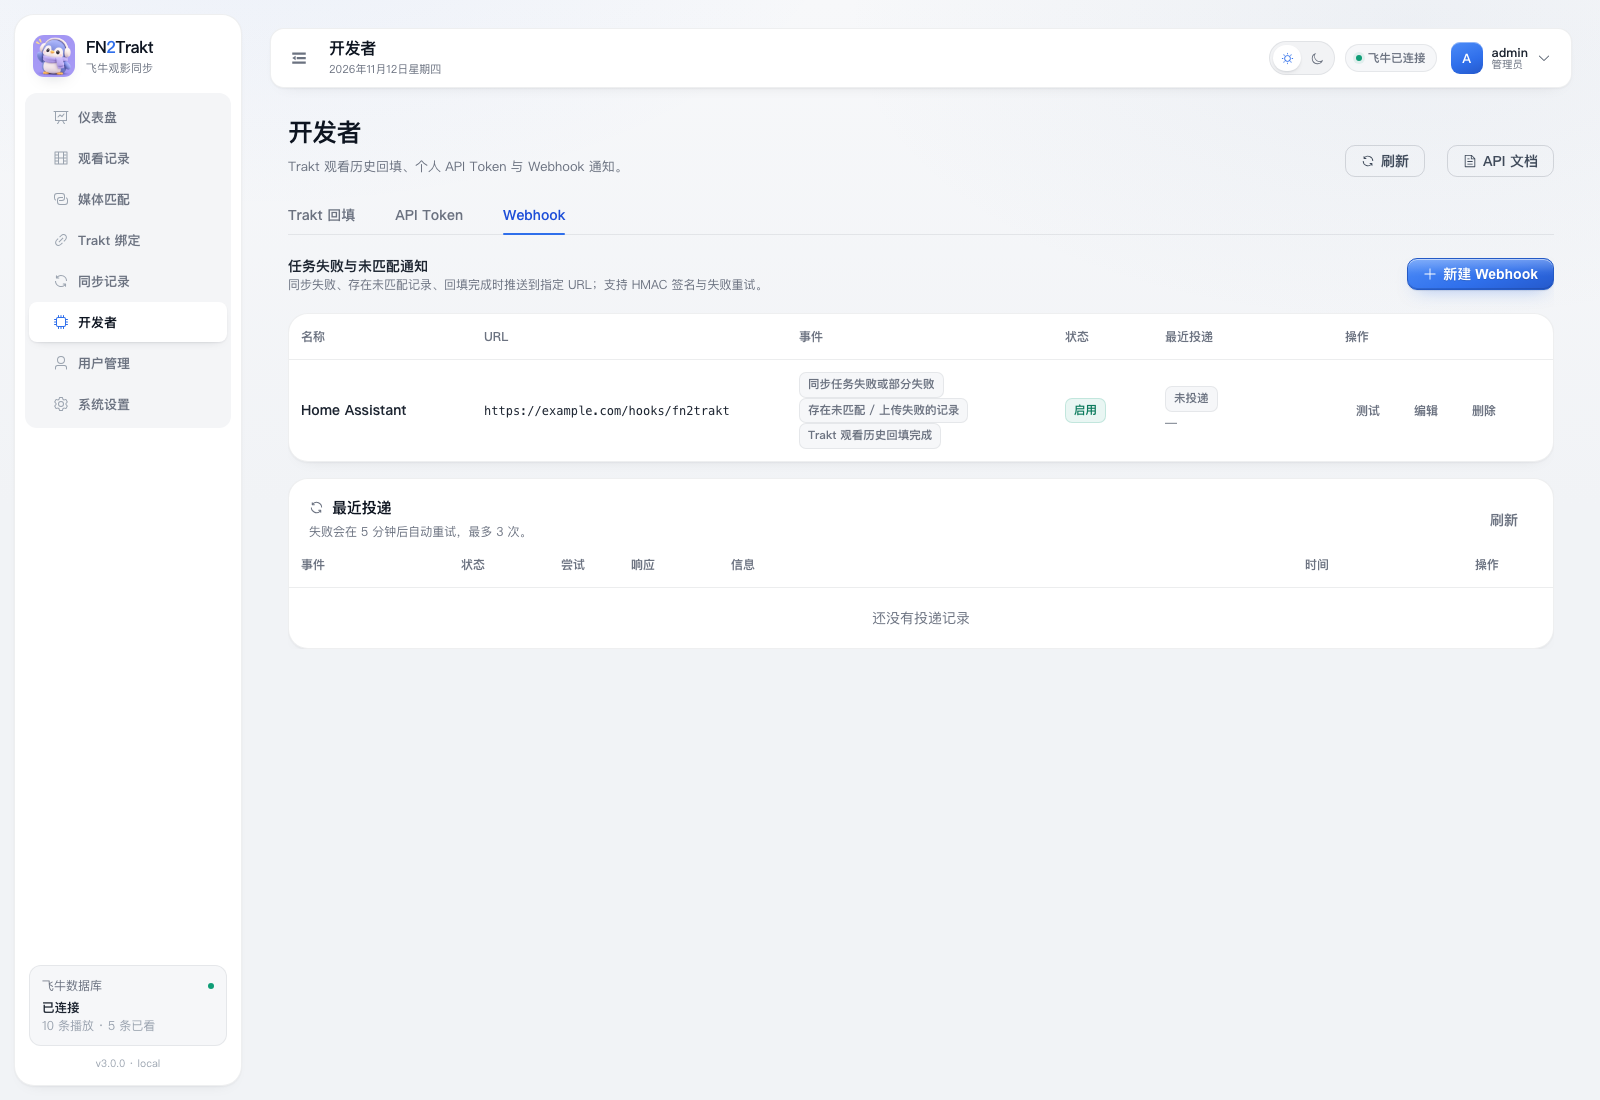 FN2Trakt
飞牛观影同步
仪表盘
观看记录
媒体匹配
Trakt 绑定
同步记录
开发者
用户管理
系统设置
飞牛数据库
已连接
10 条播放 · 5 条已看
v3.0.0 · local
开发者
2026年11月12日星期四
飞牛已连接
A
admin
管理员
开发者
Trakt 观看历史回填、个人 API Token 与 Webhook 通知。
刷新
API 文档
Trakt 回填
API Token
Webhook
任务失败与未匹配通知
同步失败、存在未匹配记录、回填完成时推送到指定 URL；支持 HMAC 签名与失败重试。
新建 Webhook
名称 URL 事件 状态 最近投递 操作
Home Assistant
https://example.com/hooks/fn2trakt
同步任务失败或部分失败
存在未匹配 / 上传失败的记录
Trakt 观看历史回填完成
启用
未投递
—
测试 编辑 删除
最近投递
失败会在 5 分钟后自动重试，最多 3 次。
刷新
事件 状态 尝试 响应 信息 时间 操作
还没有投递记录